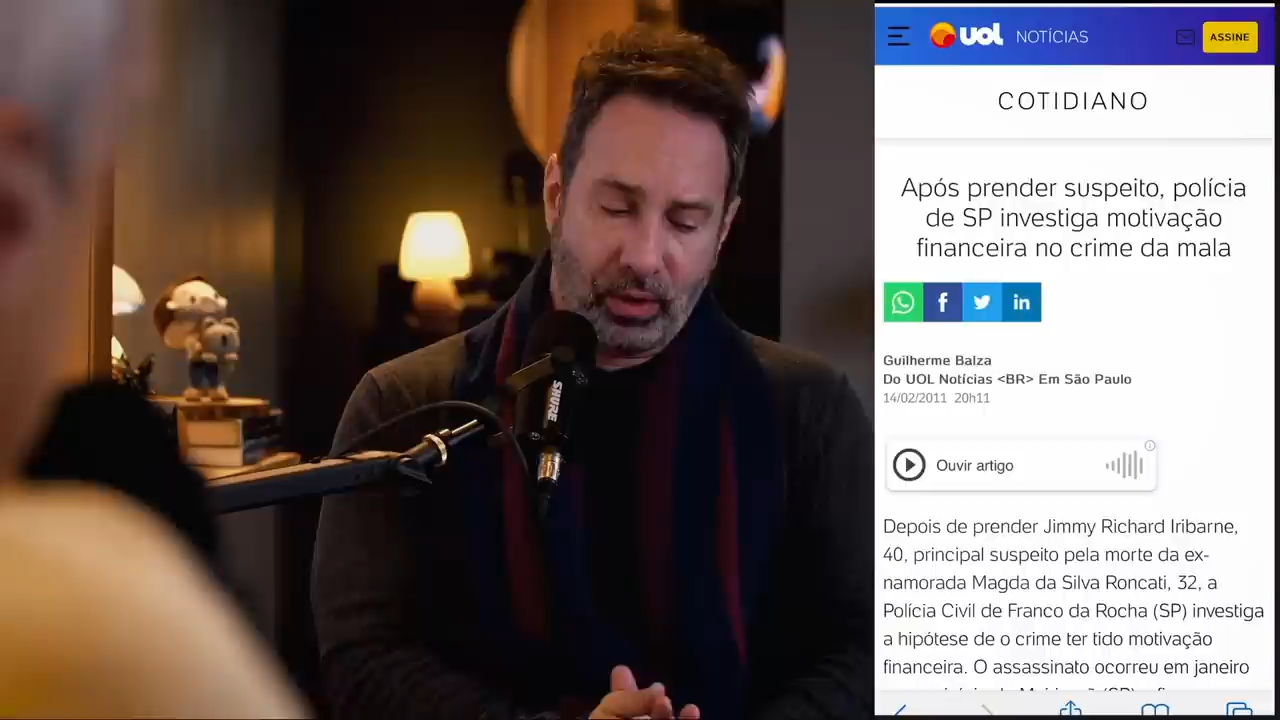 uol NOTÍCIAS
ASSINE
COTIDIANO
Após prender suspeito, polícia
de SP investiga motivação
financeira no crime da mala
Guilherme Balza
Do UOL Notícias <BR> Em São Paulo
14/02/2011 20h11
Ouvir artigo
Depois de prender Jimmy Richard Iribarne,
40, principal suspeito pela morte da ex-
namorada Magda da Silva Roncati, 32, a
Polícia Civil de Franco da Rocha (SP) investiga
a hipótese de o crime ter tido motivação
financeira. O assassinato ocorreu em janeiro
SHURE